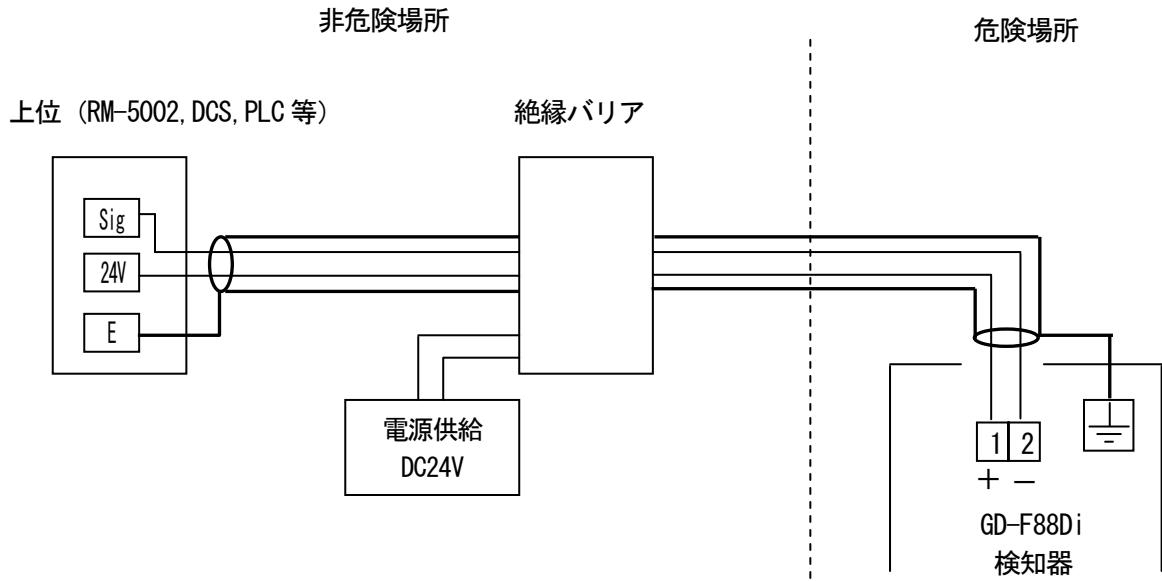 非危険場所
危険場所
上位 (RM-5002, DCS, PLC 等)
絶縁バリア
Sig
24V
E
電源供給
DC24V
1 2
+ −
GD-F88Di
検知器